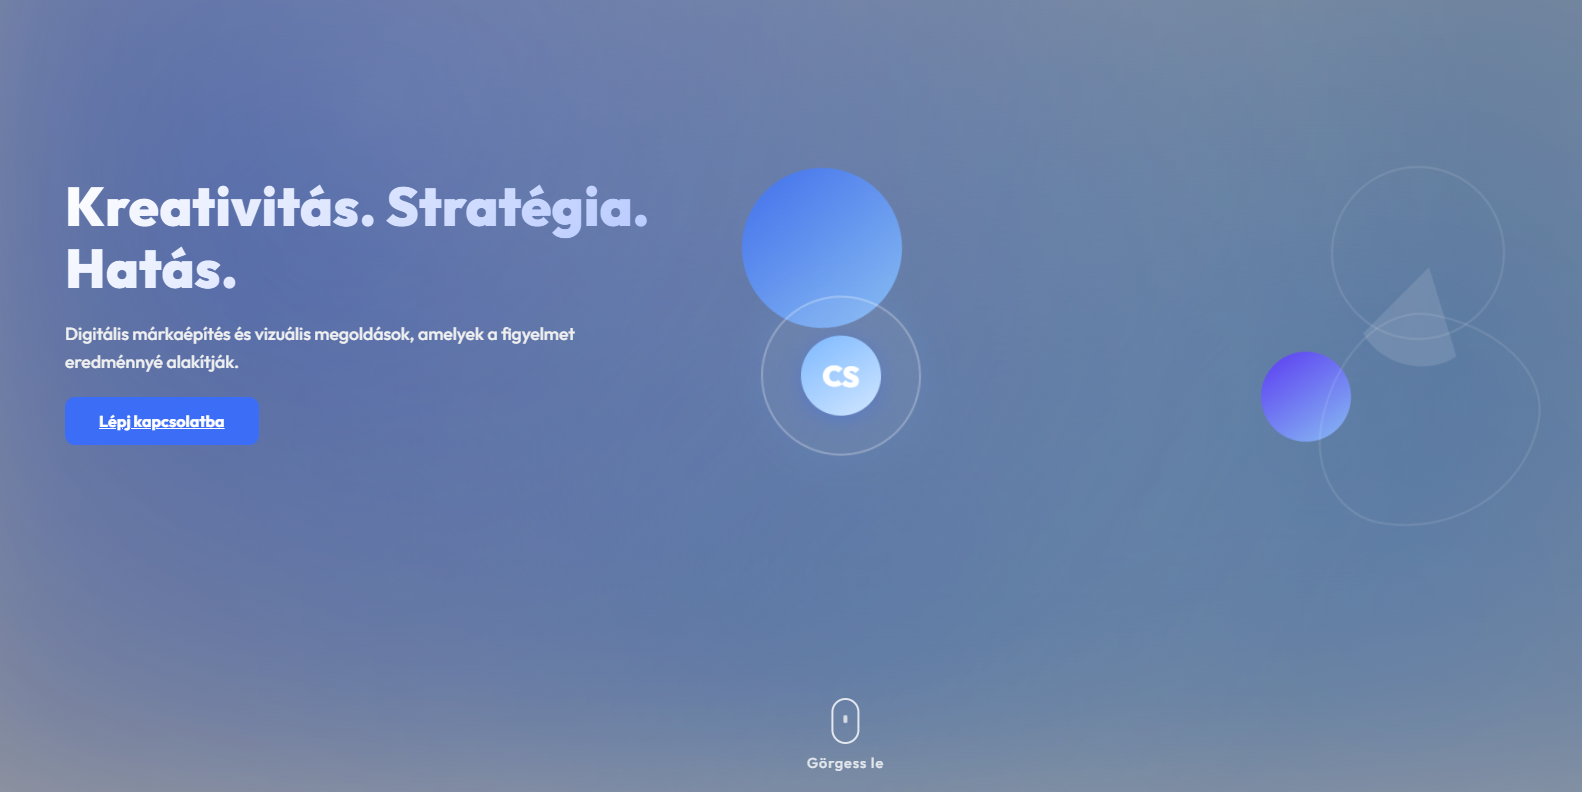 Kreativitás. Stratégia.
Hatás.
Digitális márkaépítés és vizuális megoldások, amelyek a figyelmet
eredménnyé alakítják.
Lépj kapcsolatba
CS
Görgess le